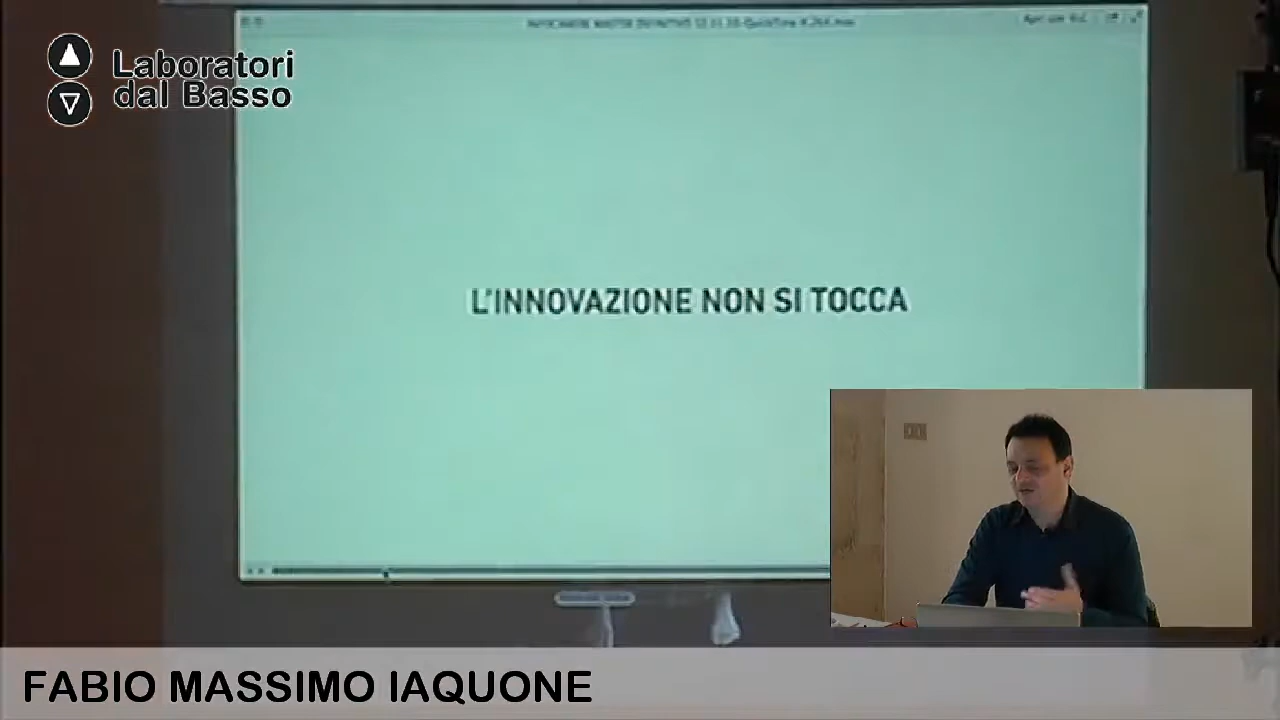 Laboratori
dal Basso
L'INNOVAZIONE NON SI TOCCA
FABIO MASSIMO IAQUONE